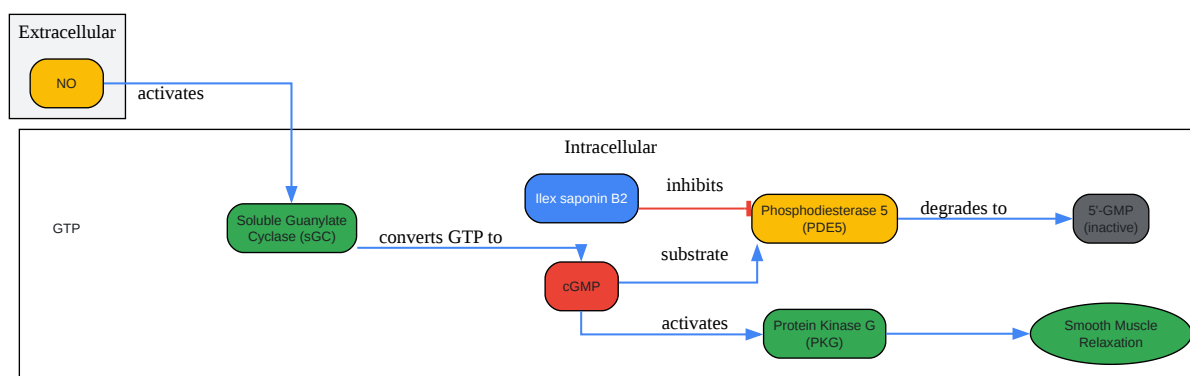 Extracellular
NO
activates
Intracellular
GTP
Soluble Guanylate
Cyclase (sGC)
converts GTP to
Ilex saponin B2
inhibits
Phosphodiesterase 5
(PDE5)
degrades to
5'-GMP
(inactive)
cGMP
substrate
activates
Protein Kinase G
(PKG)
Smooth Muscle
Relaxation